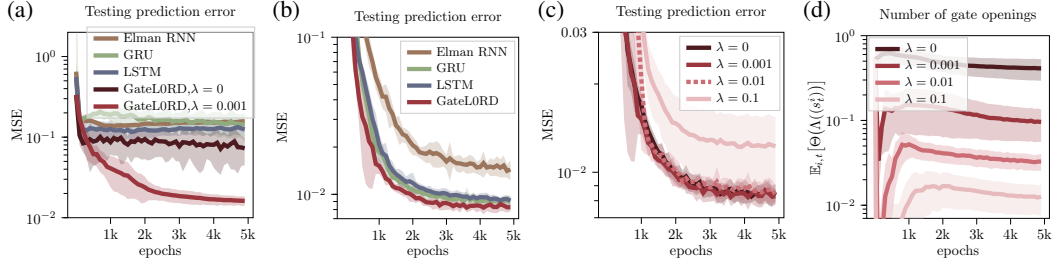 (a)
Testing prediction error
MSE
10^0
10^-1
10^-2
Elman RNN
GRU
LSTM
GateL0RD, λ = 0
GateL0RD, λ = 0.001
1k 2k 3k 4k 5k
epochs
(b)
Testing prediction error
MSE
10^-1
10^-2
Elman RNN
GRU
LSTM
GateL0RD
1k 2k 3k 4k 5k
epochs
(c)
Testing prediction error
MSE
0.03
10^-2
λ = 0
λ = 0.001
λ = 0.01
λ = 0.1
1k 2k 3k 4k 5k
epochs
(d)
Number of gate openings
10^0
10^-1
10^-2
λ = 0
λ = 0.001
λ = 0.01
λ = 0.1
1k 2k 3k 4k 5k
epochs